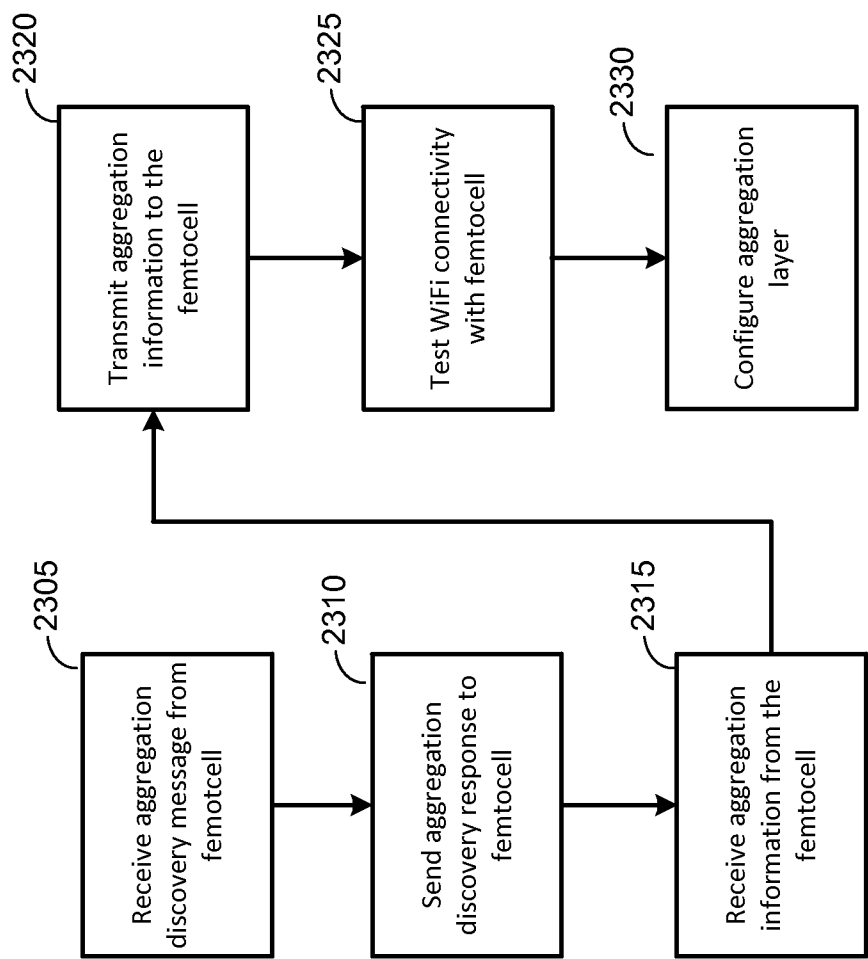 2305
Receive aggregation
discovery message from
femotcell
2310
Send aggregation
discovery response to
femtocell
2315
Receive aggregation
information from the
femtocell
2320
Transmit aggregation
information to the
femtocell
2325
Test WiFi connectivity
with femtocell
2330
Configure aggregation
layer